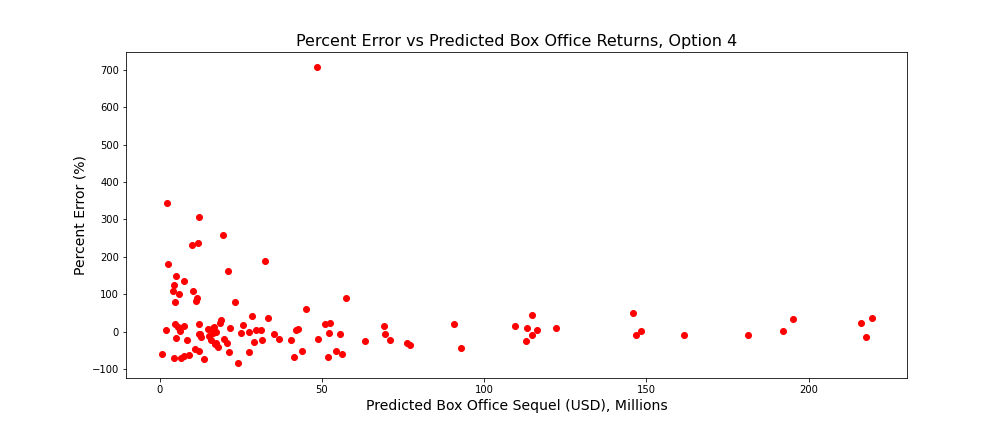 Percent Error vs Predicted Box Office Returns, Option 4
700
600
500
400
300
200
100
0
−100
Percent Error (%)
0 50 100 150 200
Predicted Box Office Sequel (USD), Millions